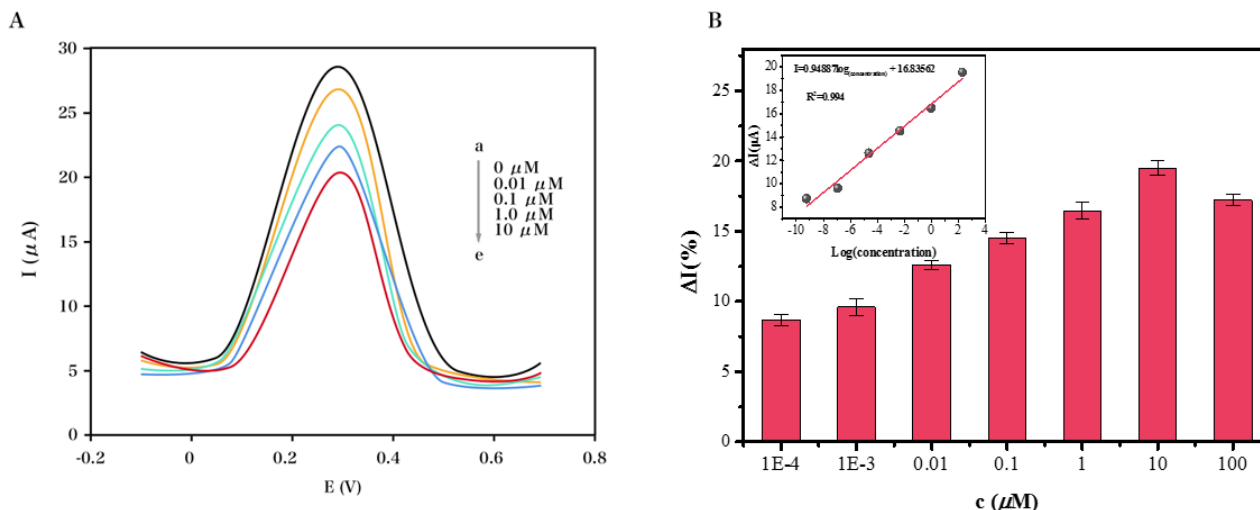 A
30
25
20
15
10
5
0
-0.2
0
0.2
0.4
0.6
0.8
I (μ A)
E (V)
a
0 μM
0.01 μM
0.1 μM
1.0 μM
10 μM
e
B
25
20
15
10
5
0
1E-4
1E-3
0.01
0.1
1
10
100
ΔI(%)
c (μM)
20
18
16
14
12
10
8
-10
-8
-6
-4
-2
0
2
4
ΔI(μA)
Log(concentration)
I=0.94887log(concentration) + 16.83562
R²=0.994